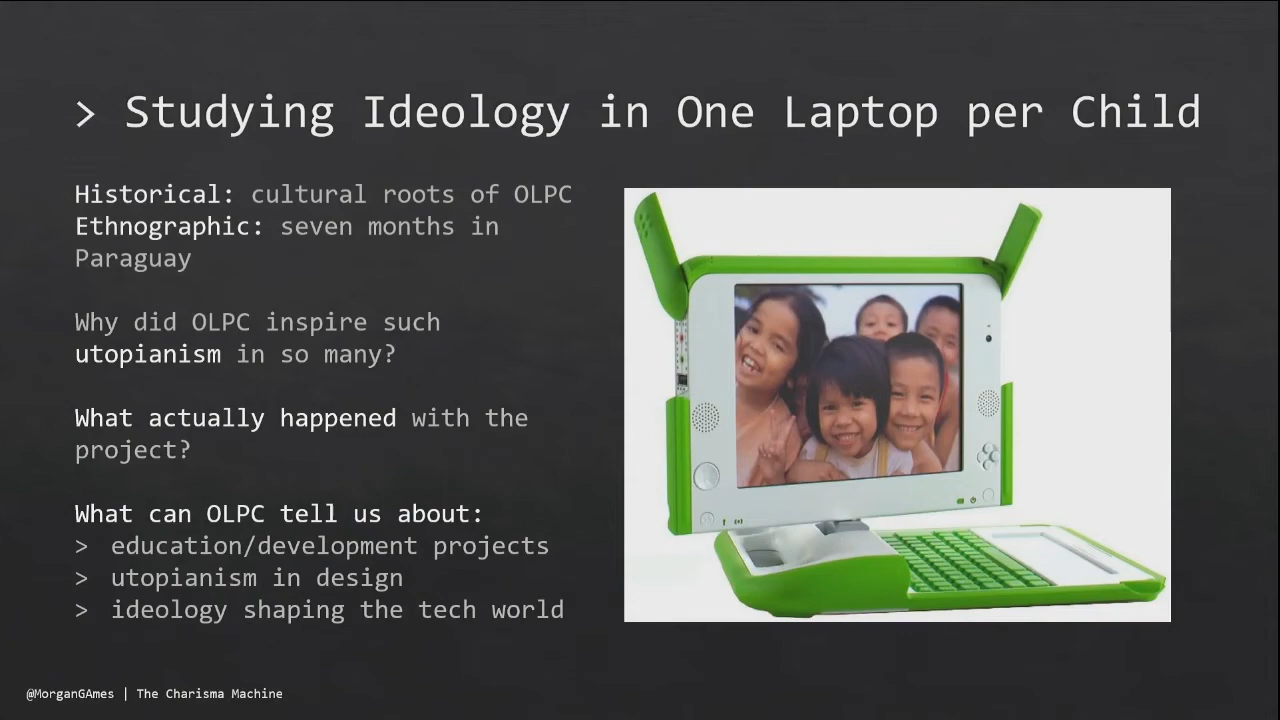 > Studying Ideology in One Laptop per Child
Historical: cultural roots of OLPC
Ethnographic: seven months in
Paraguay
Why did OLPC inspire such
utopianism in so many?
What actually happened with the
project?
What can OLPC tell us about:
> education/development projects
> utopianism in design
> ideology shaping the tech world
@MorganGAmes | The Charisma Machine